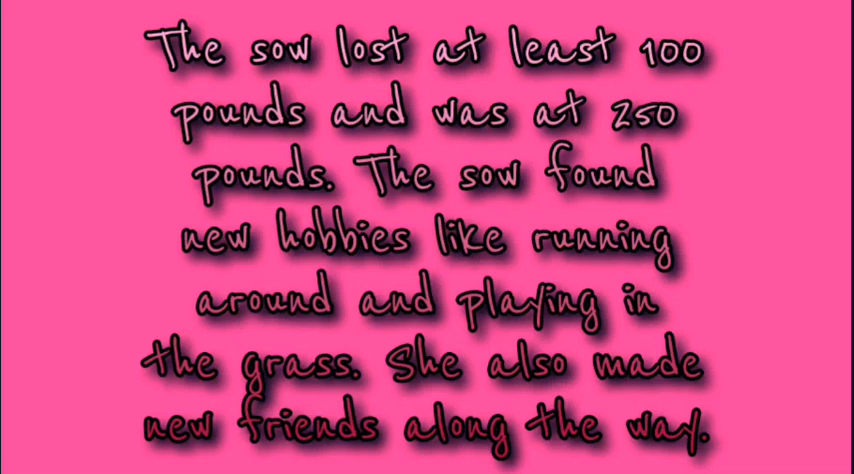 The sow lost at least 100
pounds and was at 250
pounds. The sow found
new hobbies like running
around and playing in
the grass. She also made
new friends along the way.